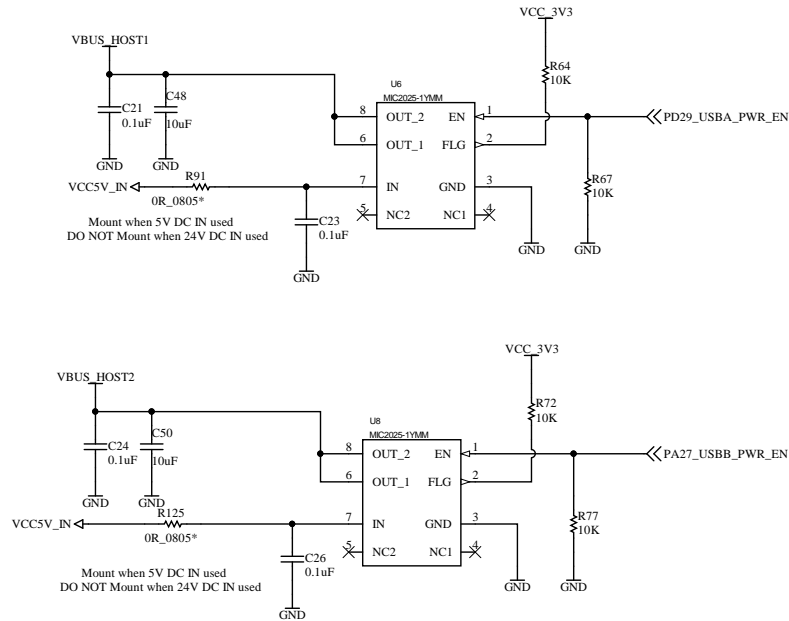 VCC_3V3
VBUS_HOST1
R64
10K
U6
MIC2025-1YMM
C21
0.1uF
C48
10uF
8
OUT_2
EN
1
PD29_USBA_PWR_EN
6
OUT_1
FLG
2
GND
GND
R91
VCC5V_IN
7
IN
GND
3
R67
10K
0R_0805*
5
NC2
NC1
4
Mount when 5V DC IN used
DO NOT Mount when 24V DC IN used
C23
0.1uF
GND
GND
GND
VCC_3V3
VBUS_HOST2
R72
10K
U8
MIC2025-1YMM
C24
0.1uF
C50
10uF
8
OUT_2
EN
1
PA27_USBB_PWR_EN
6
OUT_1
FLG
2
GND
GND
R125
VCC5V_IN
7
IN
GND
3
R77
10K
0R_0805*
5
NC2
NC1
4
Mount when 5V DC IN used
DO NOT Mount when 24V DC IN used
C26
0.1uF
GND
GND
GND